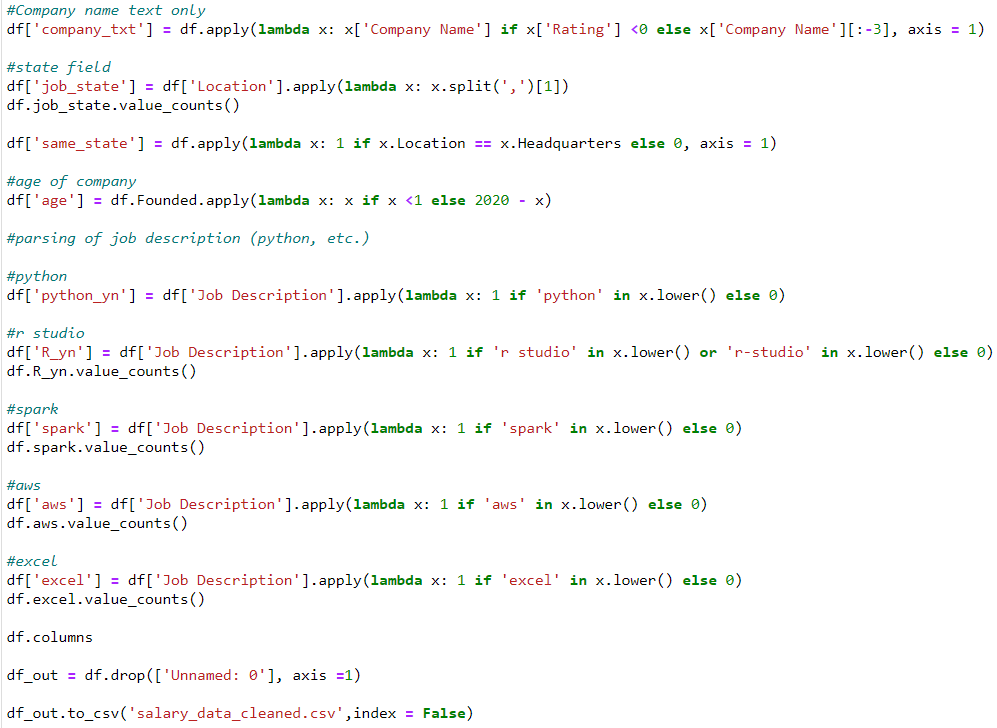 #Company name text only
df['company_txt'] = df.apply(lambda x: x['Company Name'] if x['Rating'] <0 else x['Company Name'][:-3], axis = 1)
#state field
df['job_state'] = df['Location'].apply(lambda x: x.split(',')[1])
df.job_state.value_counts()
df['same_state'] = df.apply(lambda x: 1 if x.Location == x.Headquarters else 0, axis = 1)
#age of company
df['age'] = df.Founded.apply(lambda x: x if x <1 else 2020 - x)
#parsing of job description (python, etc.)
#python
df['python_yn'] = df['Job Description'].apply(lambda x: 1 if 'python' in x.lower() else 0)
#r studio
df['R_yn'] = df['Job Description'].apply(lambda x: 1 if 'r studio' in x.lower() or 'r-studio' in x.lower() else 0)
df.R_yn.value_counts()
#spark
df['spark'] = df['Job Description'].apply(lambda x: 1 if 'spark' in x.lower() else 0)
df.spark.value_counts()
#aws
df['aws'] = df['Job Description'].apply(lambda x: 1 if 'aws' in x.lower() else 0)
df.aws.value_counts()
#excel
df['excel'] = df['Job Description'].apply(lambda x: 1 if 'excel' in x.lower() else 0)
df.excel.value_counts()
df.columns
df_out = df.drop(['Unnamed: 0'], axis =1)
df_out.to_csv('salary_data_cleaned.csv',index = False)